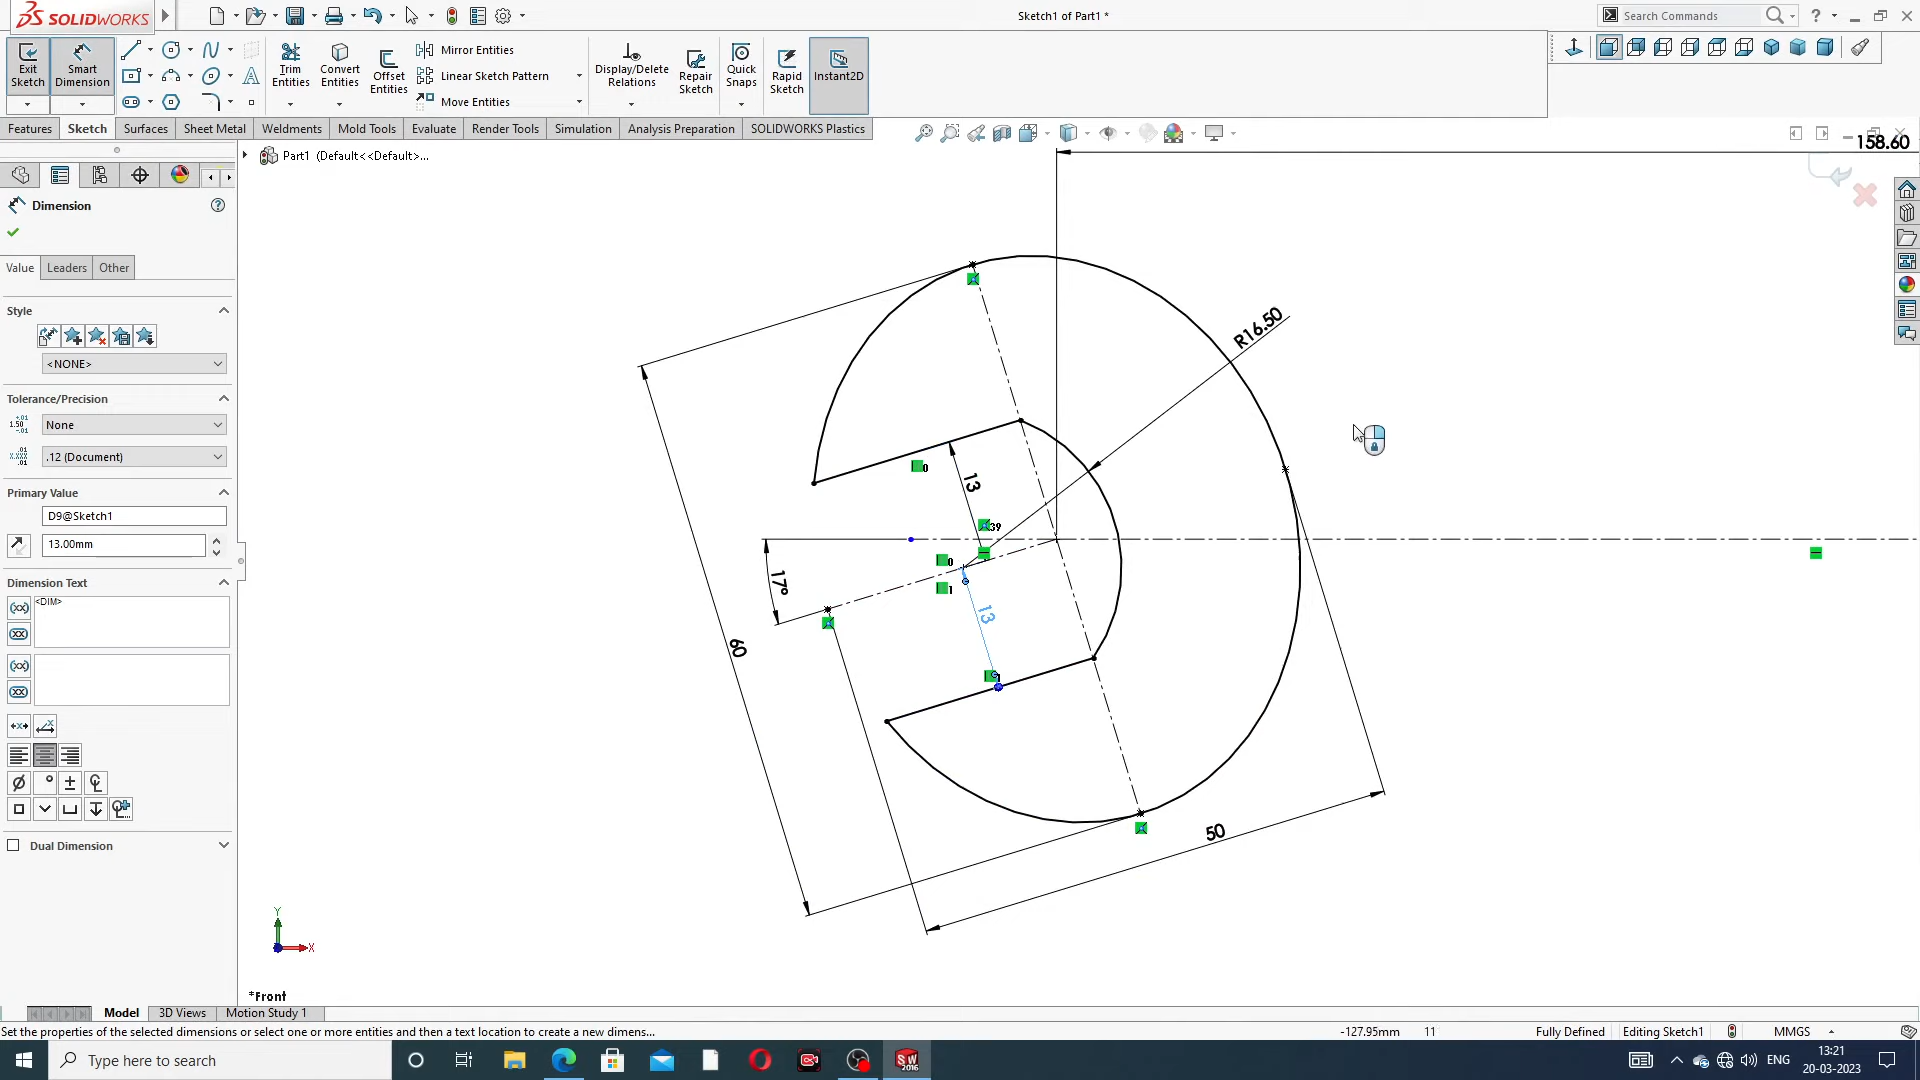 SOLIDWORKS
Sketch1 of Part1 *
Search Commands
Exit Sketch
Smart Dimension
Trim Entities
Convert Entities
Offset Entities
Mirror Entities
Linear Sketch Pattern
Move Entities
Display/Delete Relations
Repair Sketch
Quick Snaps
Rapid Sketch
Instant2D
Features
Sketch
Surfaces
Sheet Metal
Weldments
Mold Tools
Evaluate
Render Tools
Simulation
Analysis Preparation
SOLIDWORKS Plastics
Part1 (Default<<Default>...
158.60
Dimension
Value
Leaders
Other
Style
<NONE>
Tolerance/Precision
None
.12 (Document)
Primary Value
D9@Sketch1
13.00mm
Dimension Text
<DIM>
Dual Dimension
R16.50
13
39
17°
13
60
50
Y
X
*Front
Model
3D Views
Motion Study 1
Set the properties of the selected dimensions or select one or more entities and then a text location to create a new dimens...
-127.95mm
11
Fully Defined
Editing Sketch1
MMGS
Type here to search
SW
2016
ENG
13:21
20-03-2023